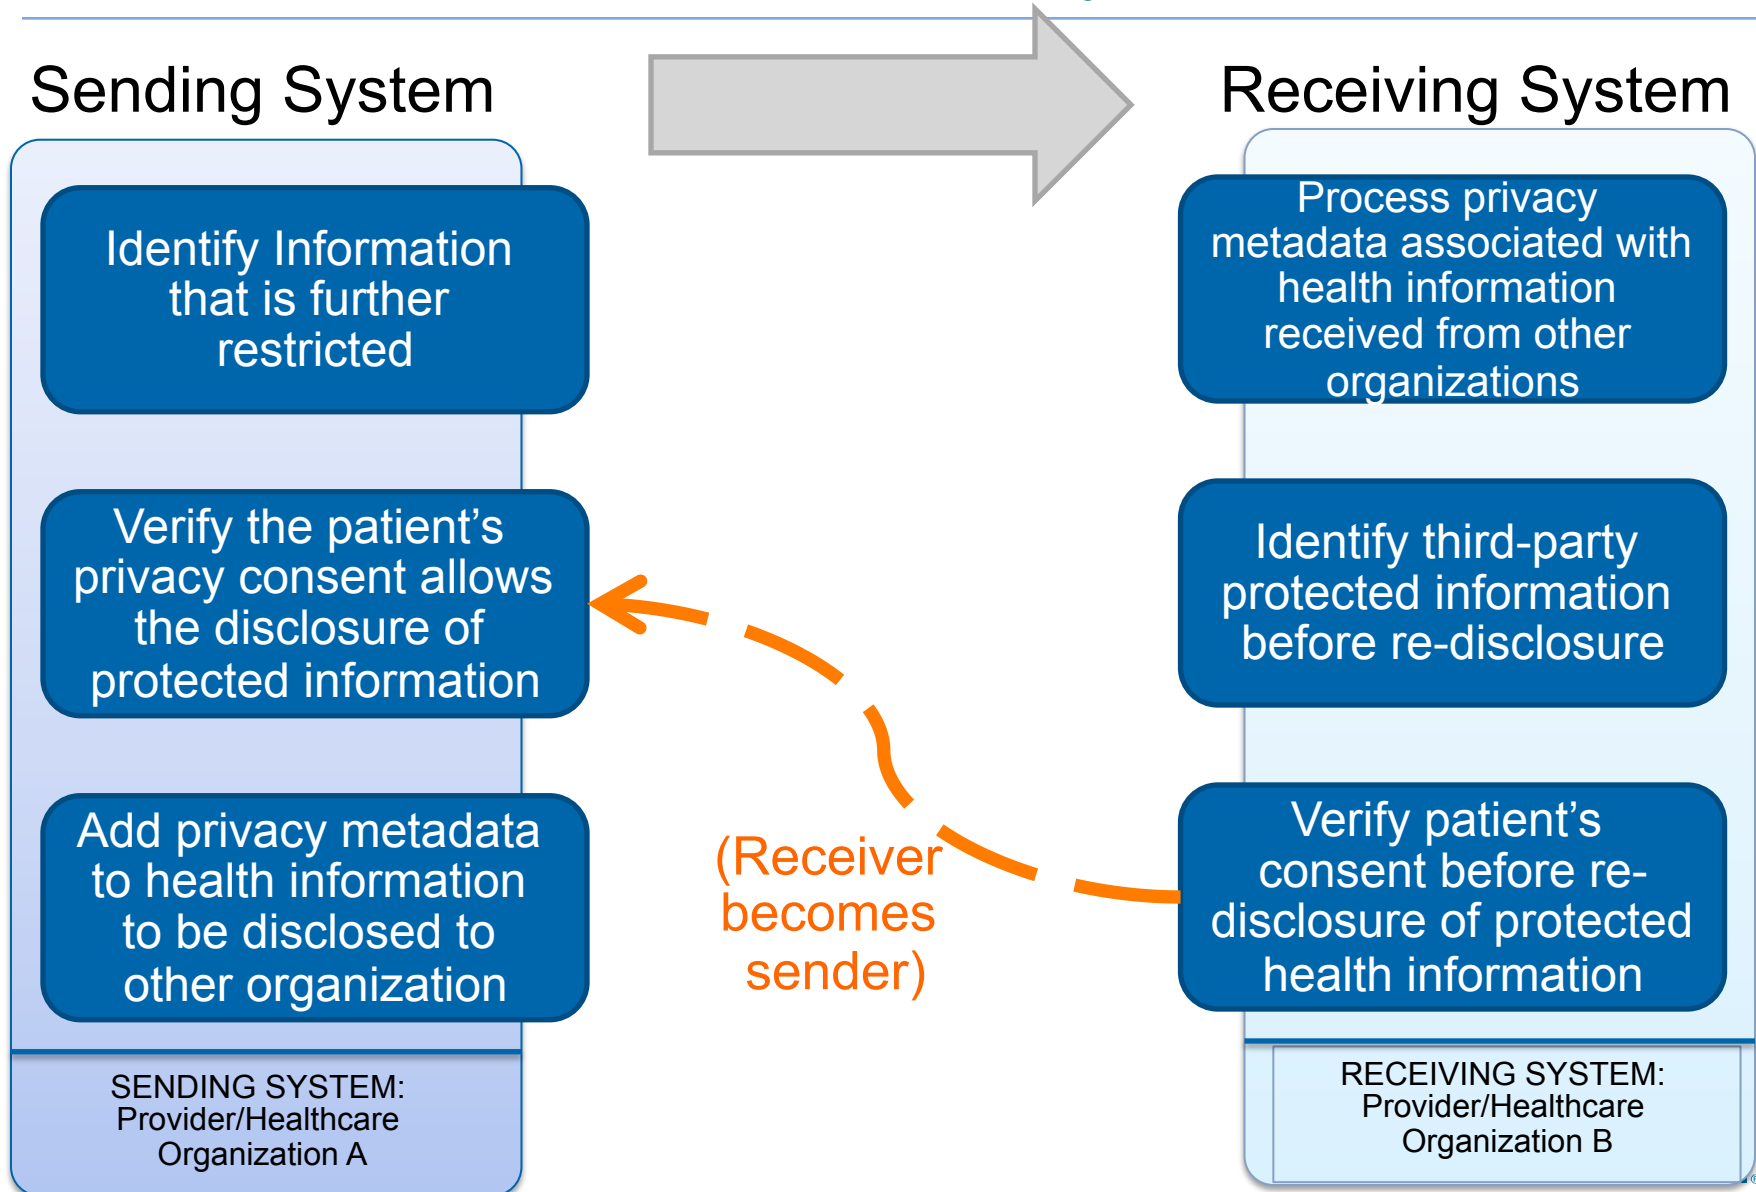 Sending System
Receiving System
Identify Information
that is further
restricted
Verify the patient’s
privacy consent allows
the disclosure of
protected information
Add privacy metadata
to health information
to be disclosed to
other organization
SENDING SYSTEM:
Provider/Healthcare
Organization A
(Receiver
becomes
sender)
Process privacy
metadata associated with
health information
received from other
organizations
Identify third-party
protected information
before re-disclosure
Verify patient’s
consent before re-
disclosure of protected
health information
RECEIVING SYSTEM:
Provider/Healthcare
Organization B
®